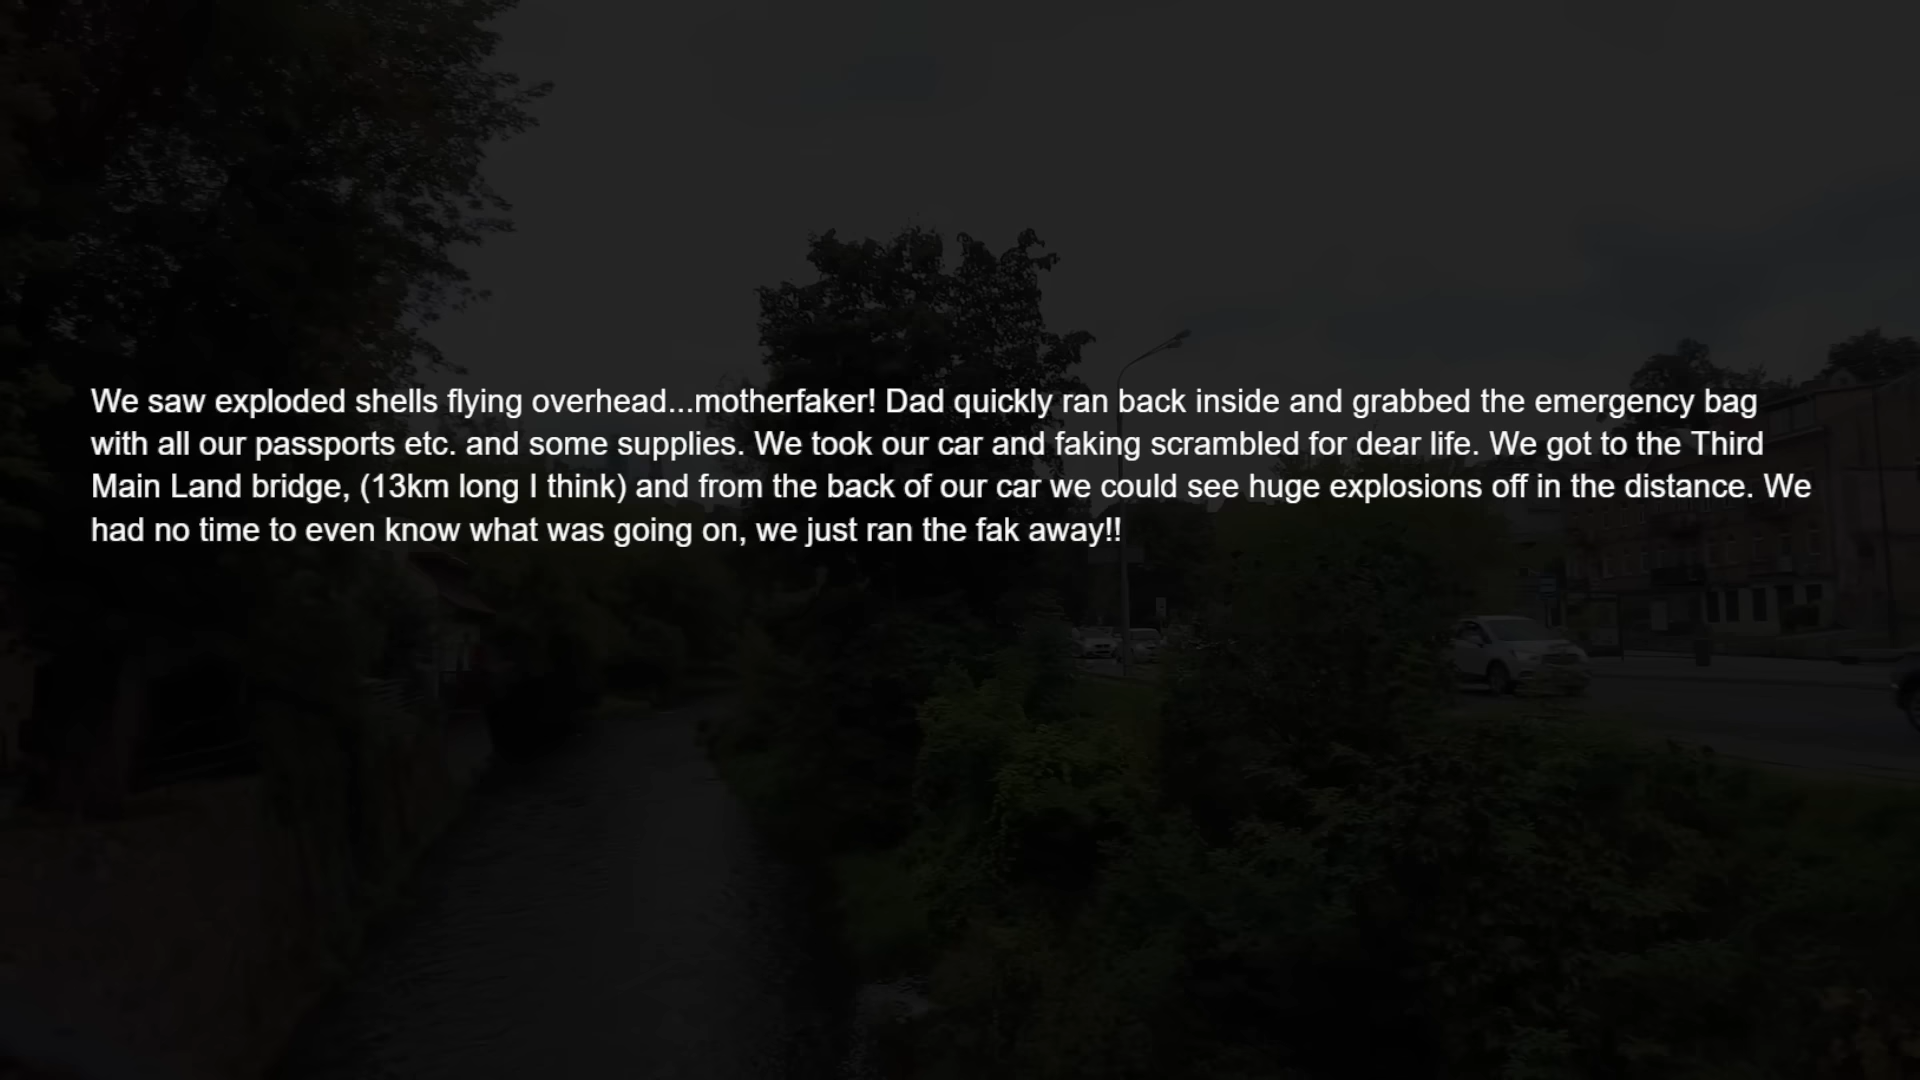 We saw exploded shells flying overhead...motherfaker! Dad quickly ran back inside and grabbed the emergency bag
with all our passports etc. and some supplies. We took our car and faking scrambled for dear life. We got to the Third
Main Land bridge, (13km long I think) and from the back of our car we could see huge explosions off in the distance. We
had no time to even know what was going on, we just ran the fak away!!